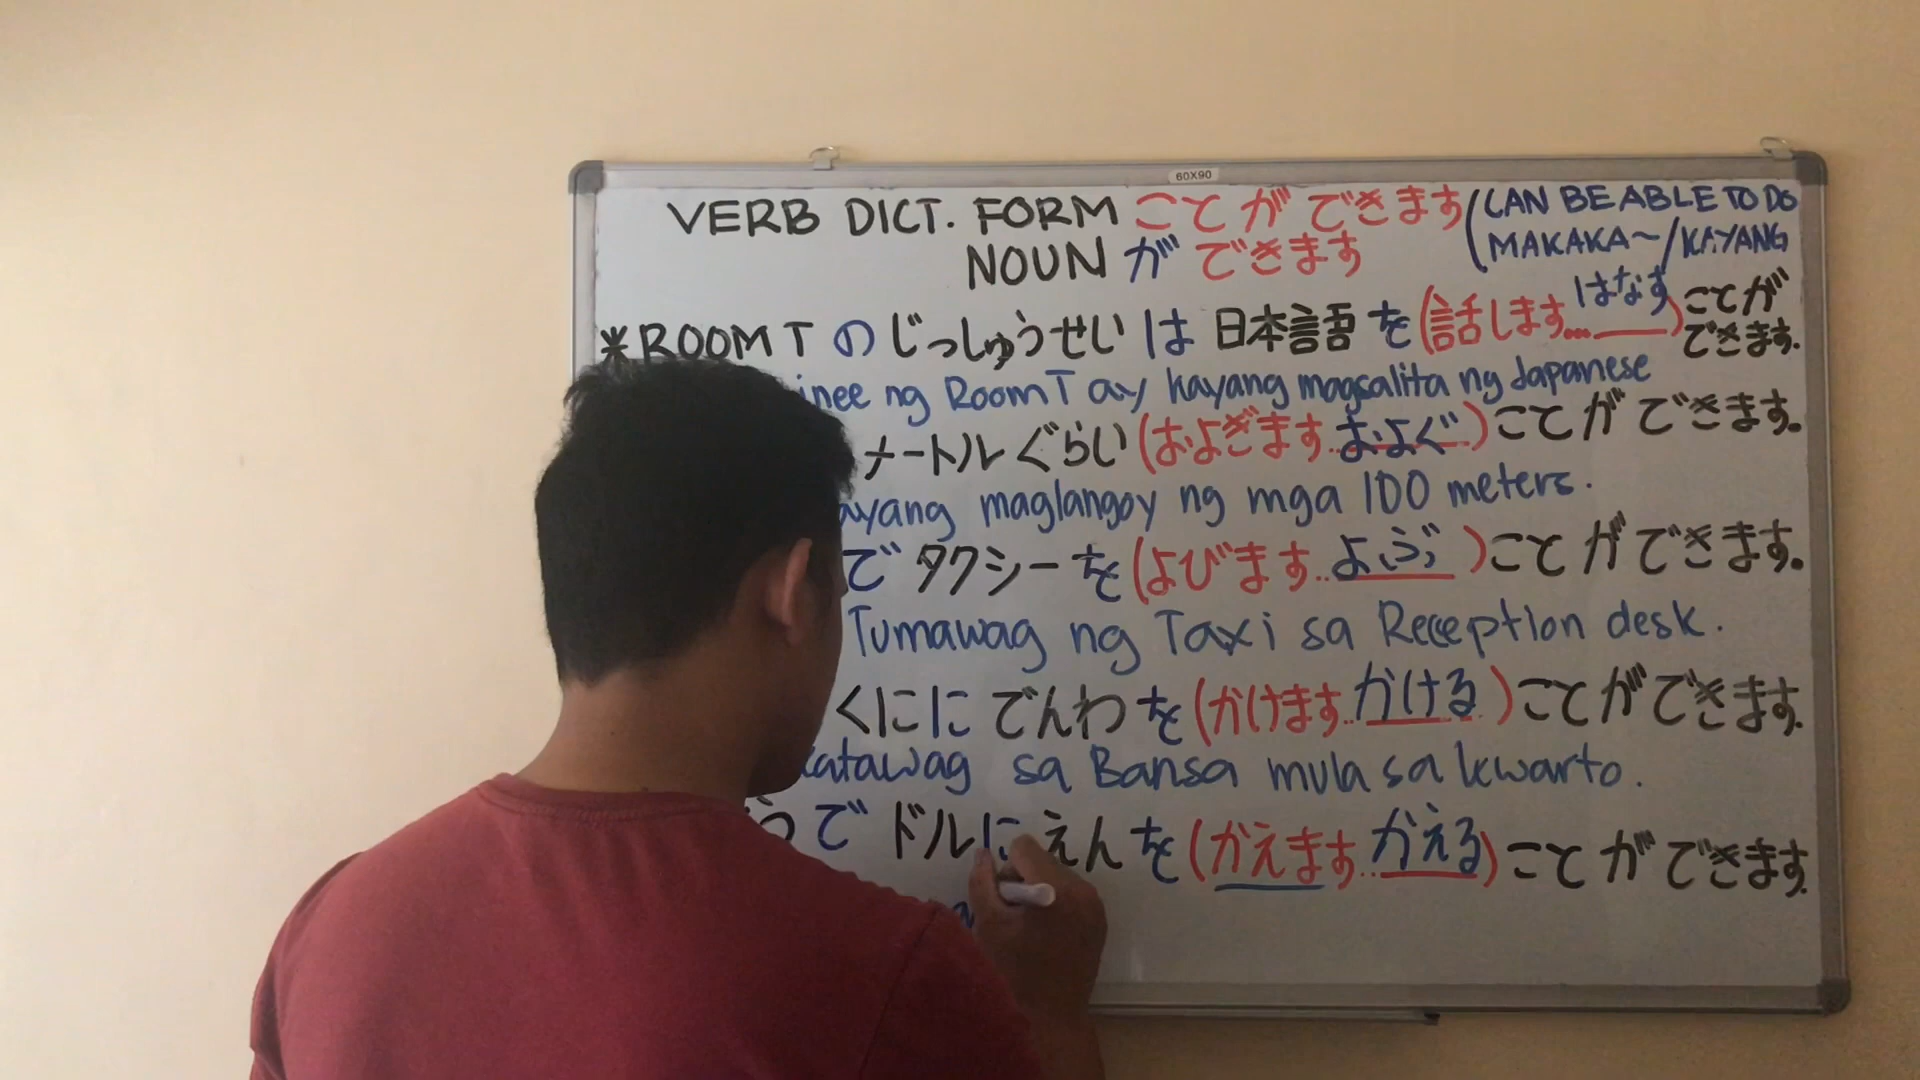 60X90
VERB DICT. FORM ことができます (CAN BE ABLE TO DO
NOUN ができます MAKAKA~/KAYANG
※ROOM T のじっしゅうせい は 日本語 を (話します... はなす) ことが できます.
inee ng Room T ay kayang magsalita ng Japanese
メートルぐらい (およぎます.. およぐ) ことができます.
ayang maglangoy ng mga 100 meters.
で タクシー を (よびます.. よぶ) ことができます.
Tumawag ng Taxi sa Reception desk.
くにに でんわ を (かけます.. かける) ことができます.
katawag sa Bansa mula sa kwarto.
うで ドルに えん を (かえます.. かえる) ことができます.